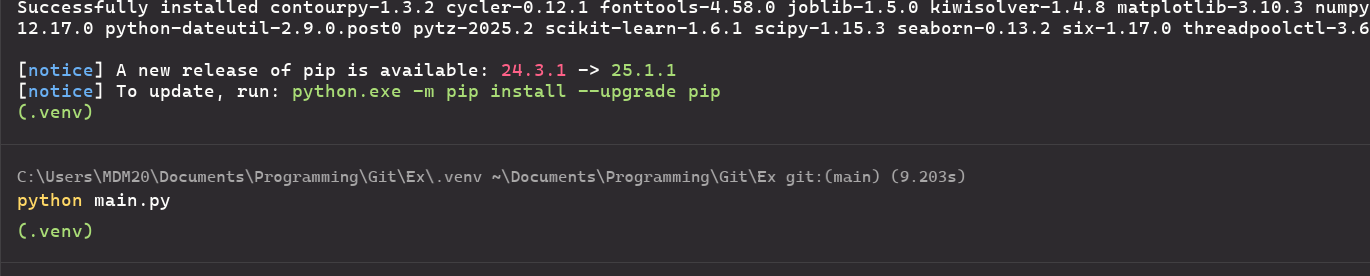 Successfully installed contourpy-1.3.2 cycler-0.12.1 fonttools-4.58.0 joblib-1.5.0 kiwisolver-1.4.8 matplotlib-3.10.3 numpy
12.17.0 python-dateutil-2.9.0.post0 pytz-2025.2 scikit-learn-1.6.1 scipy-1.15.3 seaborn-0.13.2 six-1.17.0 threadpoolctl-3.6
[notice] A new release of pip is available: 24.3.1 -> 25.1.1
[notice] To update, run: python.exe -m pip install --upgrade pip
(.venv)
C:\Users\MDM20\Documents\Programming\Git\Ex\.venv ~\Documents\Programming\Git\Ex git:(main) (9.203s)
python main.py
(.venv)